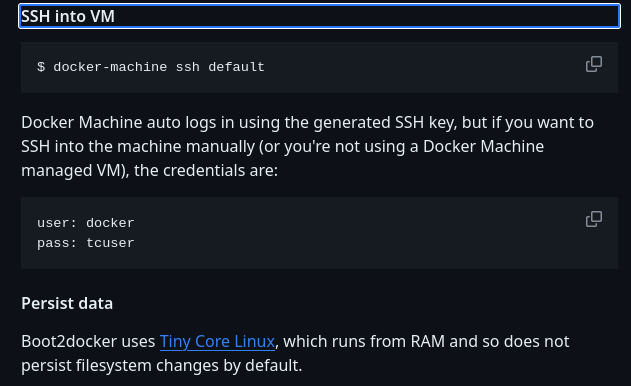 SSH into VM
$ docker-machine ssh default
Docker Machine auto logs in using the generated SSH key, but if you want to
SSH into the machine manually (or you're not using a Docker Machine
managed VM), the credentials are:
user: docker
pass: tcuser
Persist data
Boot2docker uses Tiny Core Linux, which runs from RAM and so does not
persist filesystem changes by default.